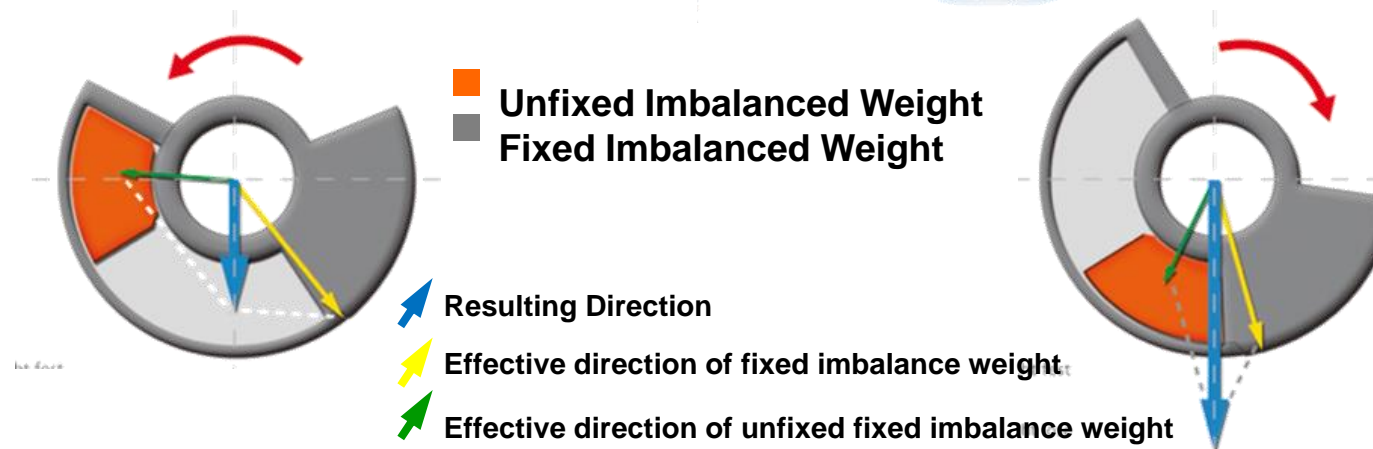 Unfixed Imbalanced Weight
Fixed Imbalanced Weight
Resulting Direction
Effective direction of fixed imbalance weight
Effective direction of unfixed fixed imbalance weight